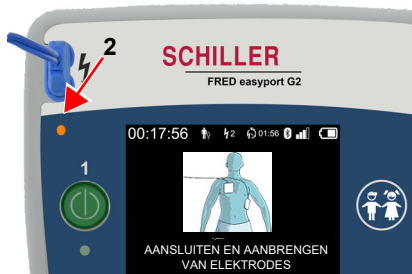 2
SCHILLER
FRED easyport G2
00:17:56 2 01:56
1
AANSLUITEN EN AANBRENGEN
VAN ELEKTRODES